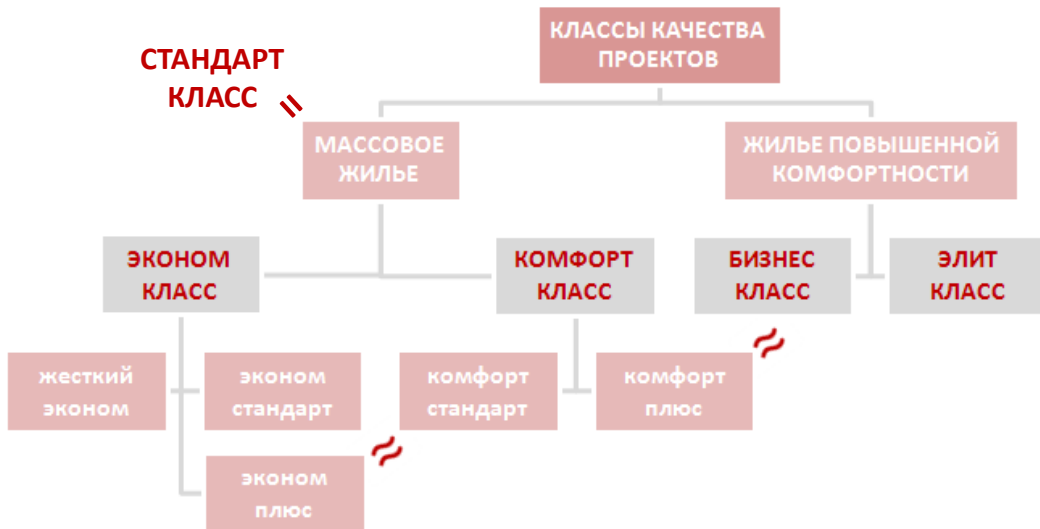 КЛАССЫ КАЧЕСТВА
ПРОЕКТОВ
СТАНДАРТ
КЛАСС
=
МАССОВОЕ
ЖИЛЬЕ
ЖИЛЬЕ ПОВЫШЕННОЙ
КОМФОРТНОСТИ
ЭКОНОМ
КЛАСС
КОМФОРТ
КЛАСС
БИЗНЕС
КЛАСС
ЭЛИТ
КЛАСС
≈
жесткий
эконом
эконом
стандарт
комфорт
стандарт
комфорт
плюс
≈
эконом
плюс